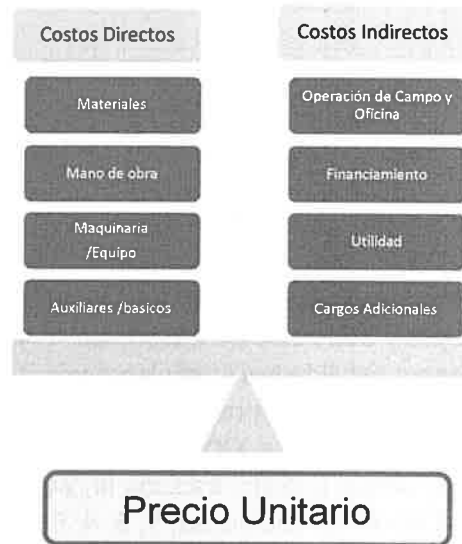 Costos Directos
Materiales
Mano de obra
Maquinaria
/Equipo
Auxiliares /basicos
Costos Indirectos
Operación de Campo y
Oficina
Financiamiento
Utilidad
Cargos Adicionales
Precio Unitario